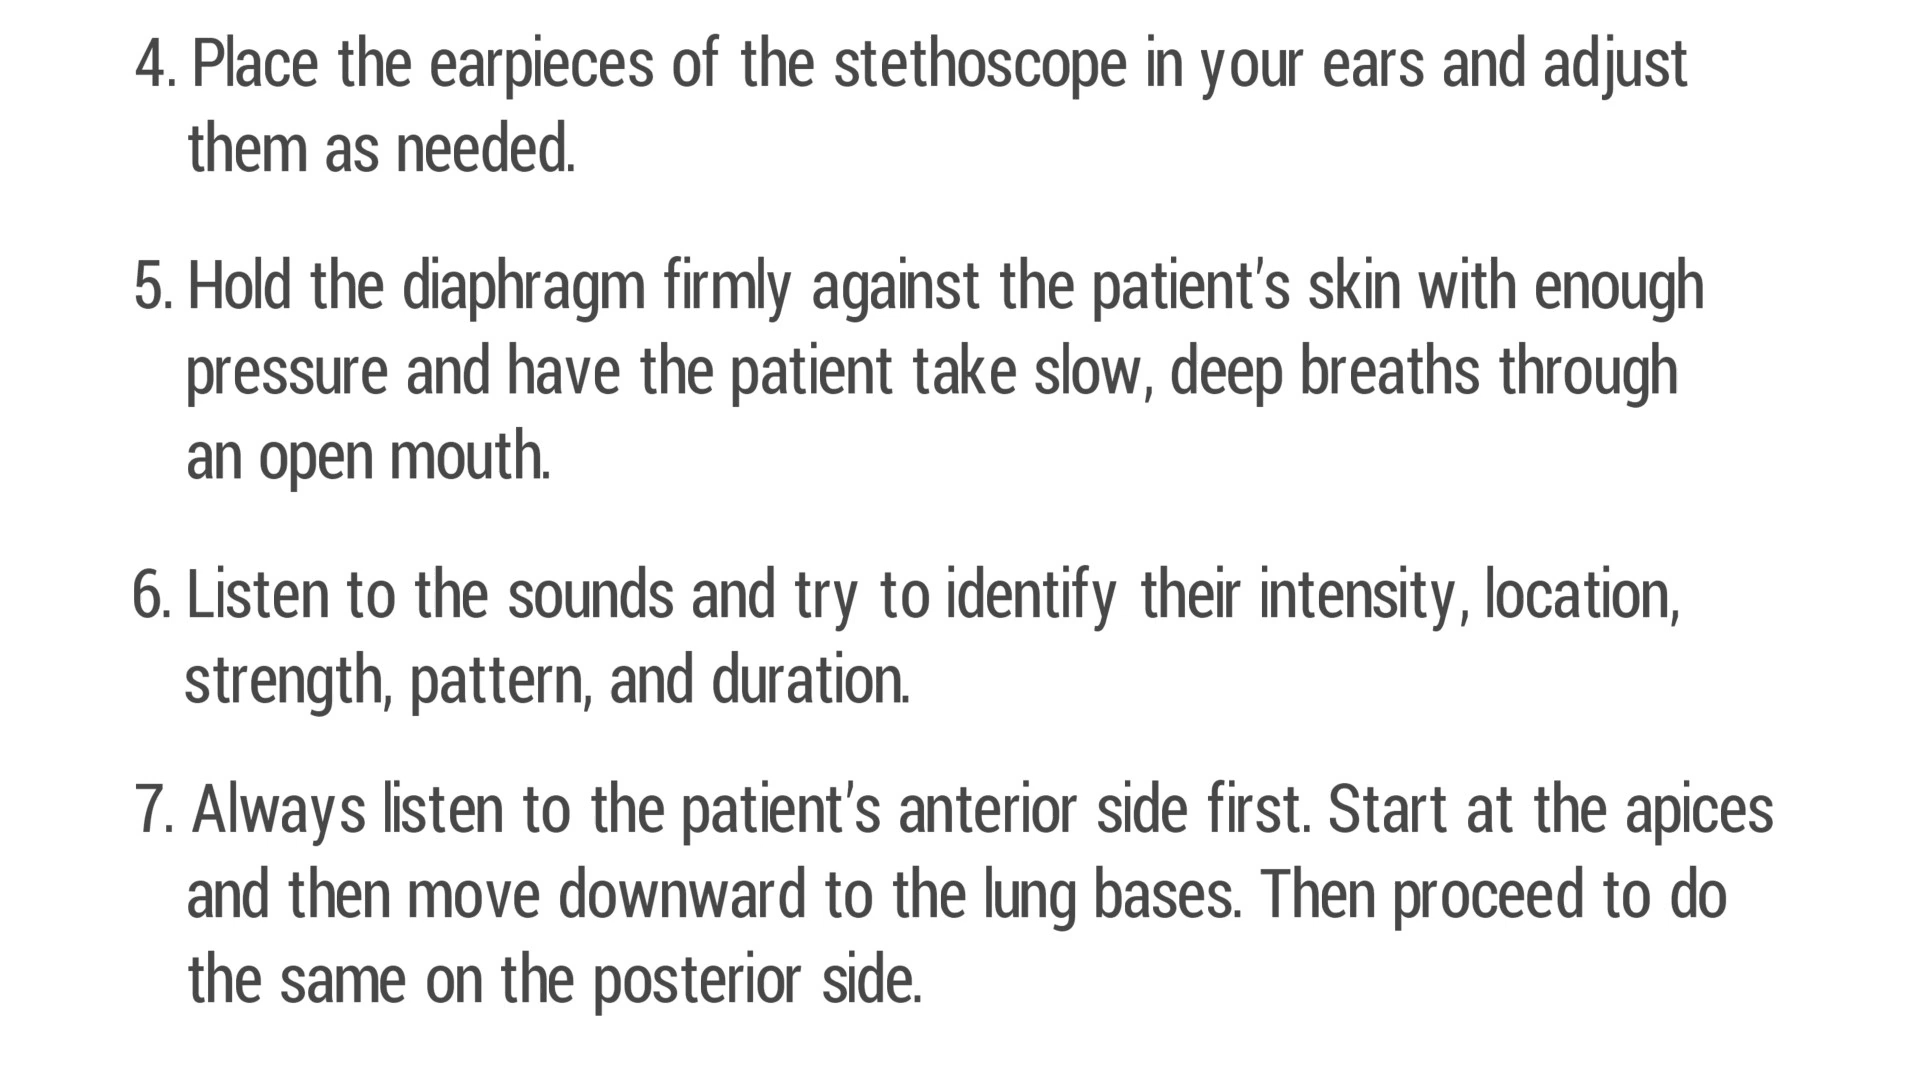 4. Place the earpieces of the stethoscope in your ears and adjust
them as needed.
5. Hold the diaphragm firmly against the patient’s skin with enough
pressure and have the patient take slow, deep breaths through
an open mouth.
6. Listen to the sounds and try to identify their intensity, location,
strength, pattern, and duration.
7. Always listen to the patient’s anterior side first. Start at the apices
and then move downward to the lung bases. Then proceed to do
the same on the posterior side.